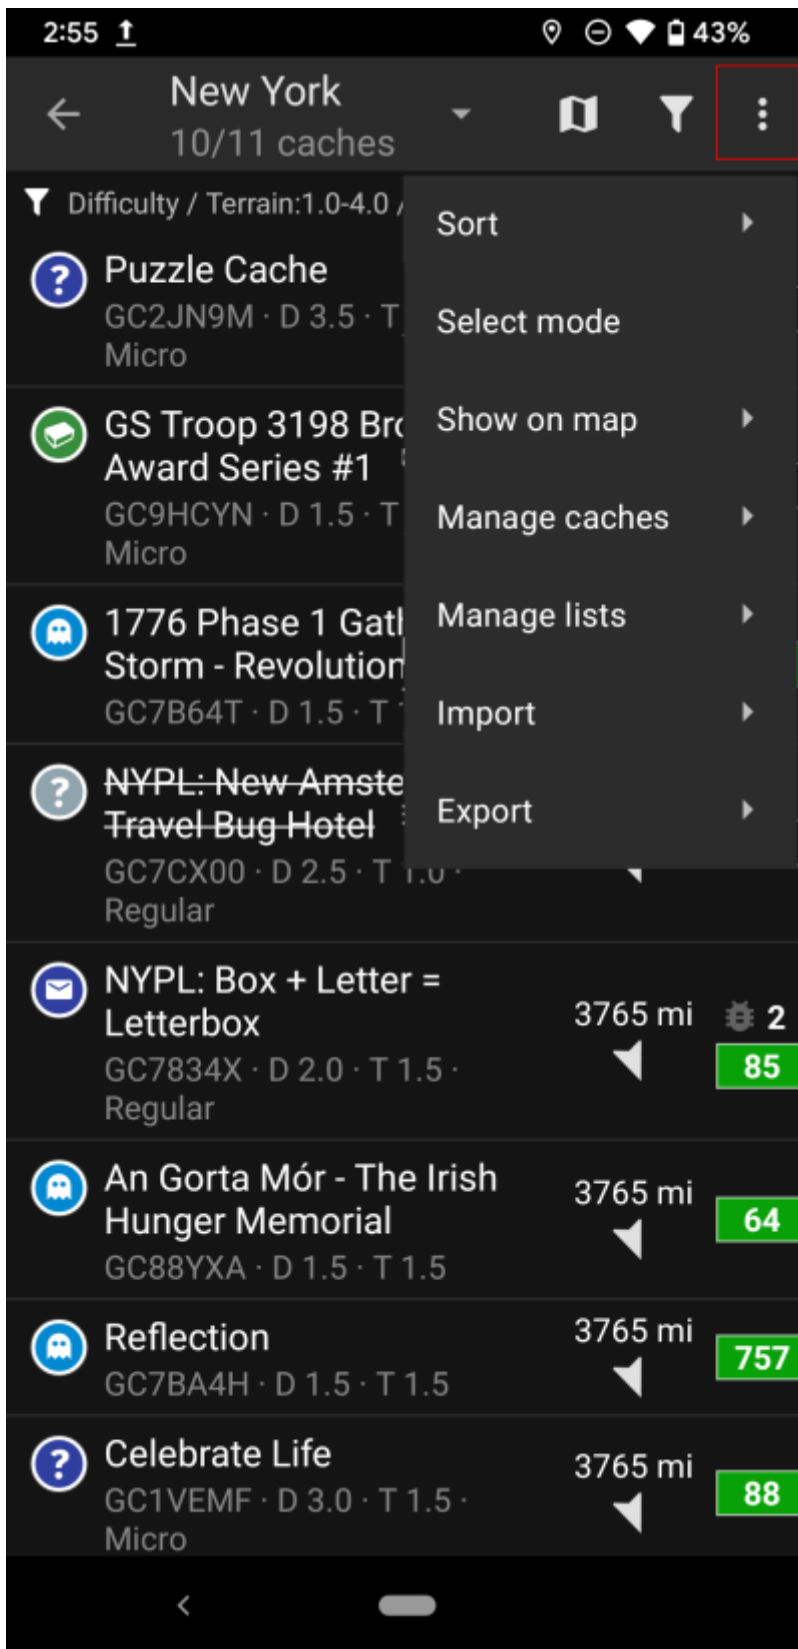 2:55
43%
New York
10/11 caches
Difficulty / Terrain:1.0-4.0 /
Sort
Puzzle Cache
GC2JN9M · D 3.5 · T
Micro
Select mode
GS Troop 3198
Award Series #1
GC9HCYN · D 1.5 · T
Micro
Show on map
Manage caches
1776 Phase 1
Storm - Revolution
GC7B64T · D 1.5 · T
Manage lists
Import
NYPL: New
Travel Bug Hotel
GC7CX00 · D 2.5 · T 1.0 ·
Regular
Export
NYPL: Box + Letter =
Letterbox
GC7834X · D 2.0 · T 1.5 ·
Regular
3765 mi
2
85
An Gorta Mór - The Irish
Hunger Memorial
GC88YXA · D 1.5 · T 1.5
3765 mi
64
Reflection
GC7BA4H · D 1.5 · T 1.5
3765 mi
757
Celebrate Life
GC1VEMF · D 3.0 · T 1.5 ·
Micro
3765 mi
88